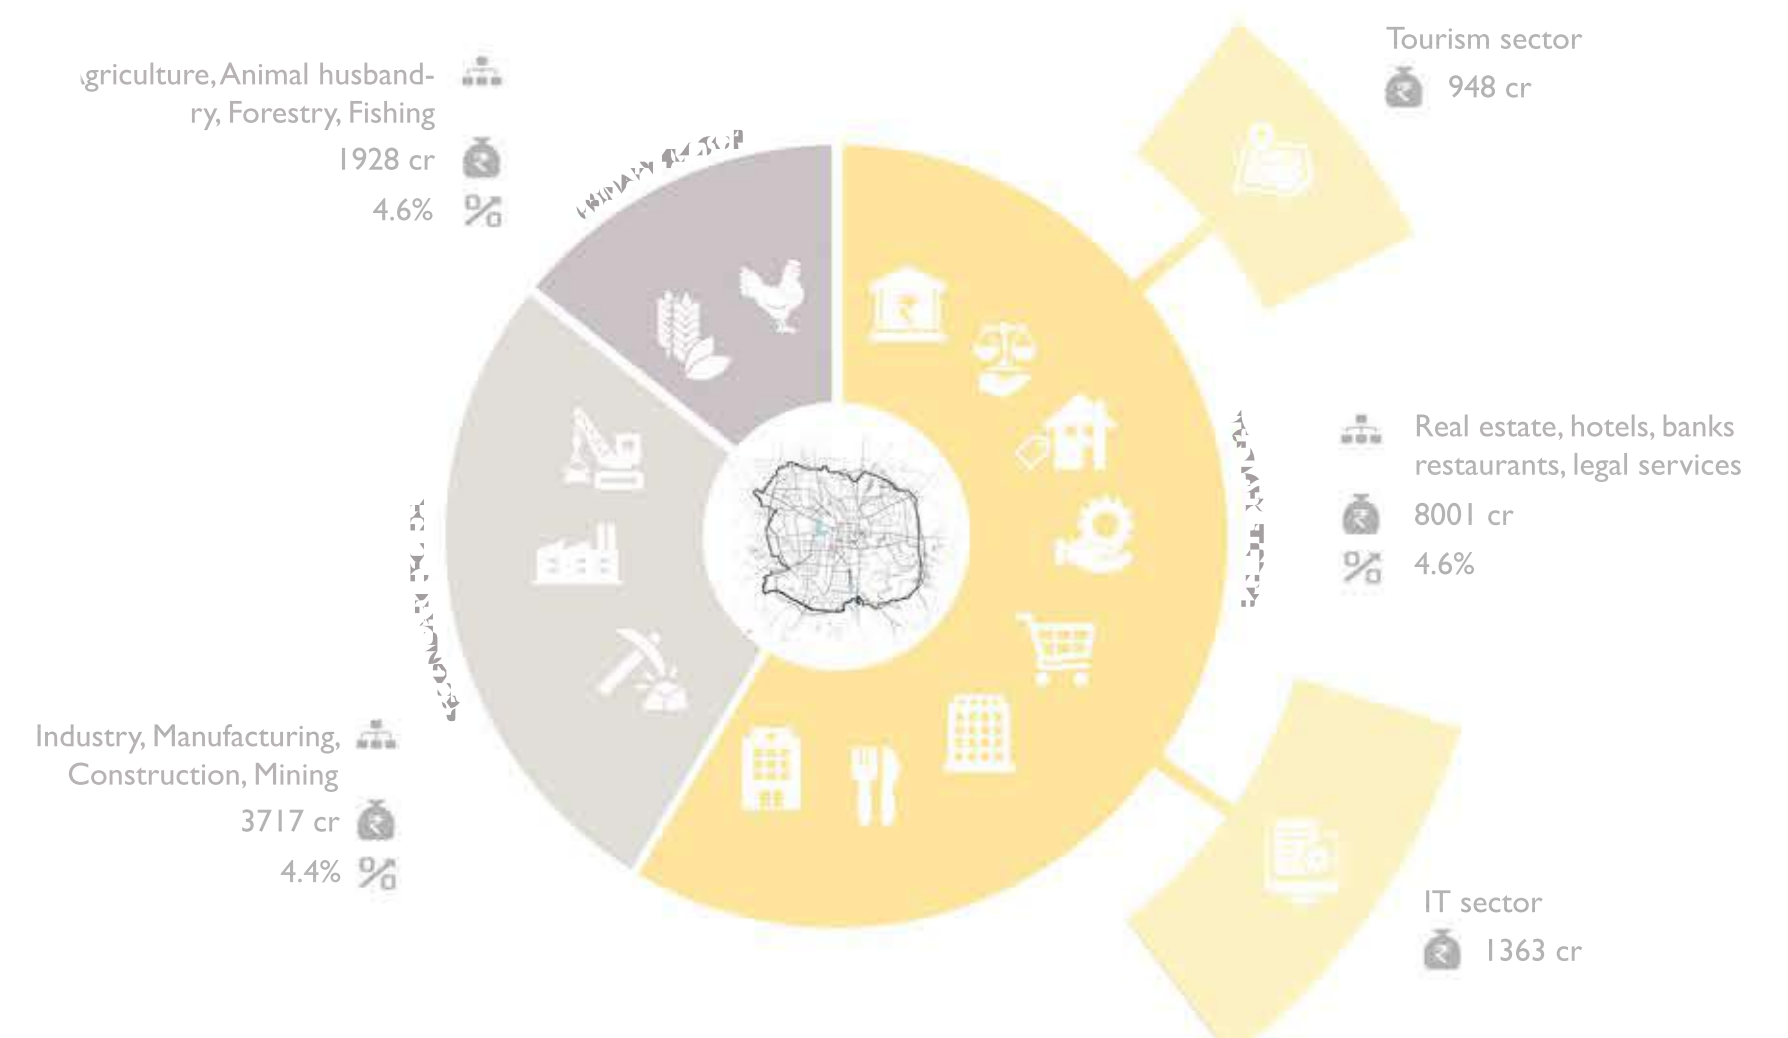 griculture, Animal husband-
ry, Forestry, Fishing
1928 cr
4.6%
Tourism sector
948 cr
Real estate, hotels, banks
restaurants, legal services
8001 cr
4.6%
Industry, Manufacturing,
Construction, Mining
3717 cr
4.4%
IT sector
1363 cr